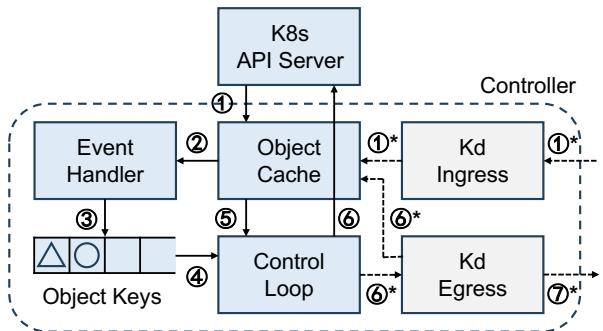 K8s
API Server
Controller
①
Event
Handler
②
Object
Cache
①*
Kd
Ingress
①*
③
⑤
⑥
⑥*
④
Control
Loop
⑥*
Kd
Egress
⑦*
Object Keys